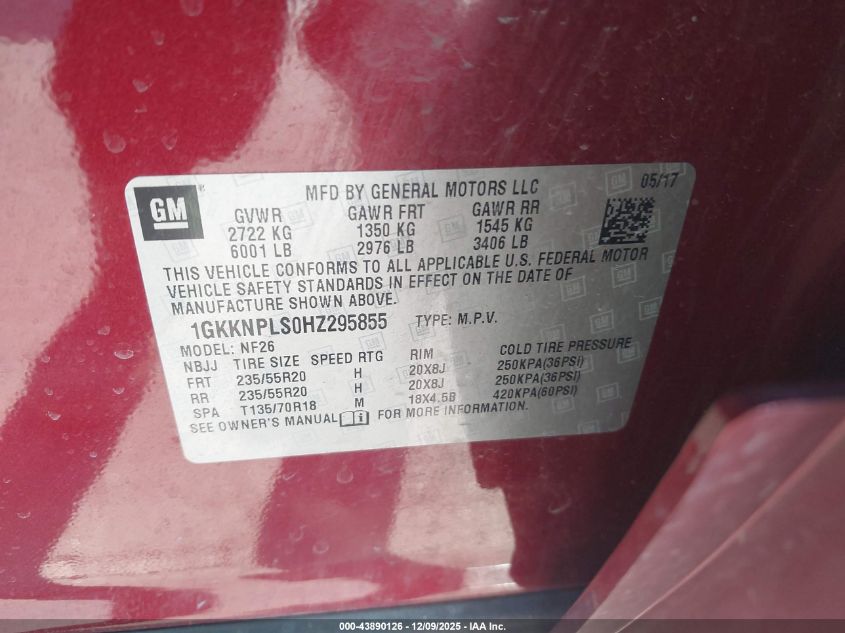 GM
MFD BY GENERAL MOTORS LLC 05/17
GVWR GAWR FRT GAWR RR
2722 KG 1350 KG 1545 KG
6001 LB 2976 LB 3406 LB
THIS VEHICLE CONFORMS TO ALL APPLICABLE U.S. FEDERAL MOTOR
VEHICLE SAFETY STANDARDS IN EFFECT ON THE DATE OF
MANUFACTURE SHOWN ABOVE.
1GKKNPLS0HZ295855 TYPE: M.P.V.
MODEL: NF26
NBJJ TIRE SIZE SPEED RTG RIM COLD TIRE PRESSURE
FRT 235/55R20 H 20X8J 250KPA(36PSI)
RR 235/55R20 H 20X8J 250KPA(36PSI)
SPA T135/70R18 M 18X4.5B 420KPA(60PSI)
SEE OWNER'S MANUAL FOR MORE INFORMATION.
000-43890126 - 12/09/2025 - IAA Inc.